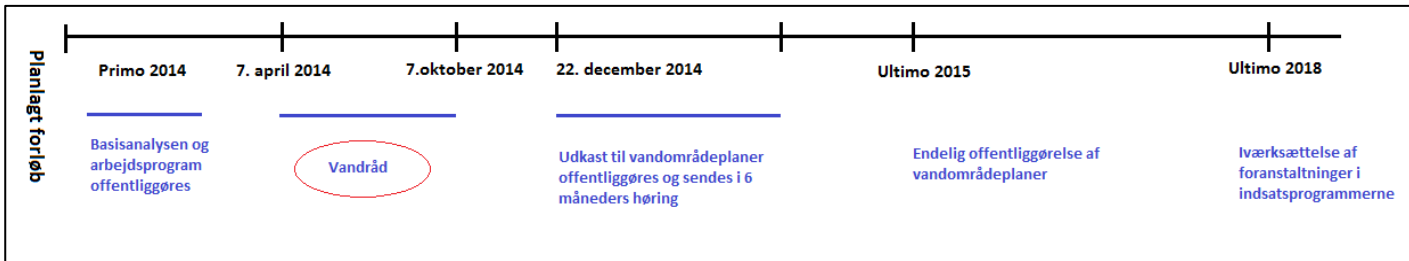 Planlagt forløb
Primo 2014
7. april 2014
7.oktober 2014
22. december 2014
Ultimo 2015
Ultimo 2018
Basisanalysen og
arbejdsprogram
offentliggøres
Vandråd
Udkast til vandområdeplaner
offentliggøres og sendes i 6
måneders høring
Endelig offentliggørelse af
vandområdeplaner
Iværksættelse af
foranstaltninger i
indsatsprogrammerne